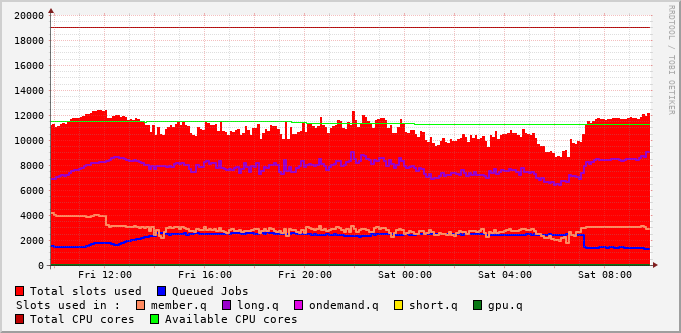 RRDTOOL / TOBI OETIKER
20000
18000
16000
14000
12000
10000
8000
6000
4000
2000
0
Fri 12:00 Fri 16:00 Fri 20:00 Sat 00:00 Sat 04:00 Sat 08:00
Total slots used Queued Jobs
Slots used in : member.q long.q ondemand.q short.q gpu.q
Total CPU cores Available CPU cores